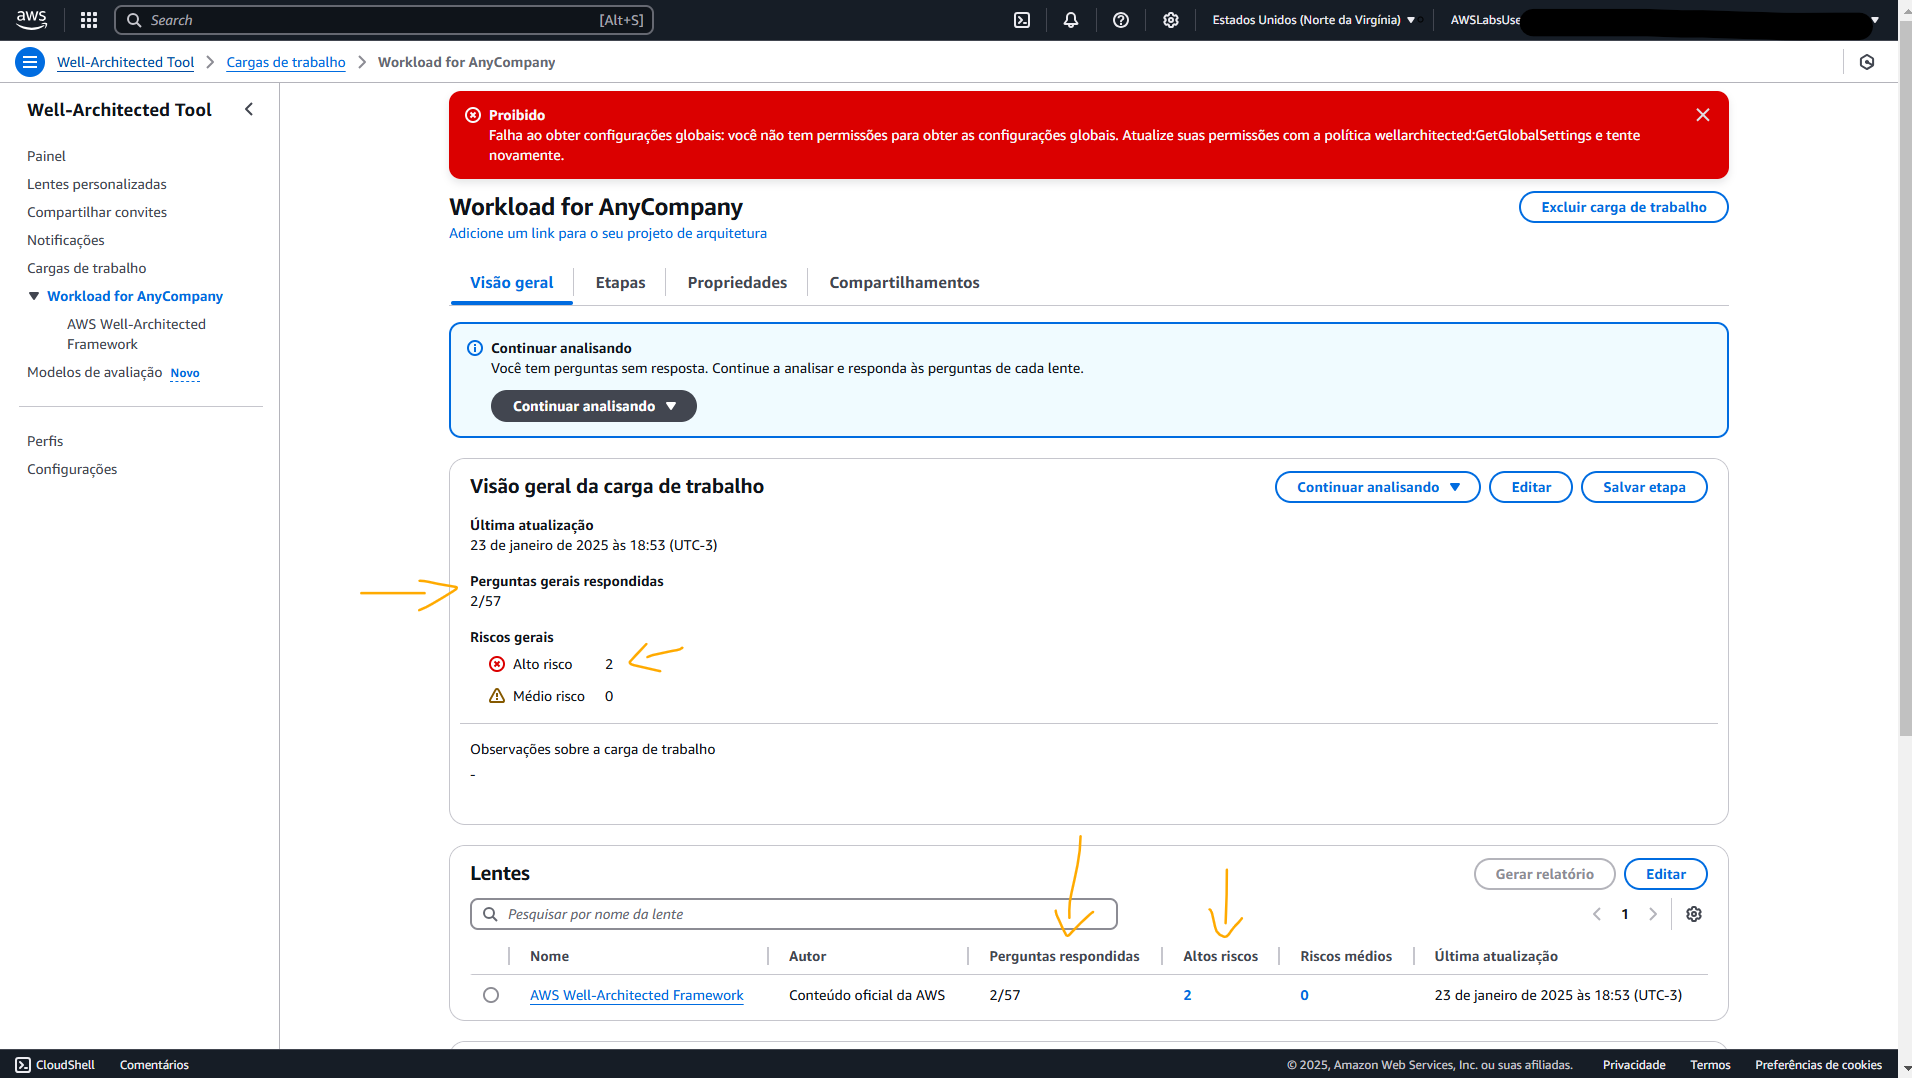 aws
Search
[Alt+S]
Estados Unidos (Norte da Virgínia)
AWSLabsUse
Well-Architected Tool
Cargas de trabalho
Workload for AnyCompany
Well-Architected Tool
Painel
Lentes personalizadas
Compartilhar convites
Notificações
Cargas de trabalho
Workload for AnyCompany
AWS Well-Architected
Framework
Modelos de avaliação Novo
Perfis
Configurações
Proibido
Falha ao obter configurações globais: você não tem permissões para obter as configurações globais. Atualize suas permissões com a política wellarchitected:GetGlobalSettings e tente
novamente.
Workload for AnyCompany
Excluir carga de trabalho
Adicione um link para o seu projeto de arquitetura
Visão geral Etapas Propriedades Compartilhamentos
Continuar analisando
Você tem perguntas sem resposta. Continue a analisar e responda às perguntas de cada lente.
Continuar analisando
Visão geral da carga de trabalho
Continuar analisando Editar Salvar etapa
Última atualização
23 de janeiro de 2025 às 18:53 (UTC-3)
Perguntas gerais respondidas
2/57
Riscos gerais
Alto risco 2
Médio risco 0
Observações sobre a carga de trabalho
-
Lentes
Gerar relatório Editar
Pesquisar por nome da lente
1
Nome Autor Perguntas respondidas Altos riscos Riscos médios Última atualização
AWS Well-Architected Framework Conteúdo oficial da AWS 2/57 2 0 23 de janeiro de 2025 às 18:53 (UTC-3)
CloudShell Comentários © 2025, Amazon Web Services, Inc. ou suas afiliadas. Privacidade Termos Preferências de cookies